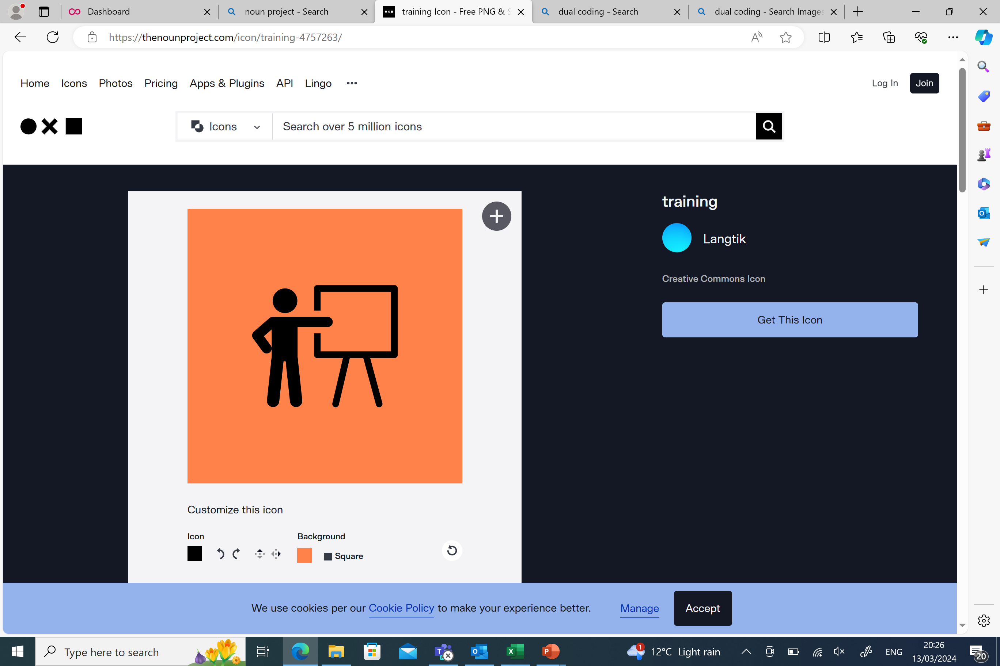 Dashboard
noun project - Search
training Icon - Free PNG & S
dual coding - Search
dual coding - Search Images
https://thenounproject.com/icon/training-4757263/
Home Icons Photos Pricing Apps & Plugins API Lingo •••
Log In Join
Icons Search over 5 million icons
training
Langtik
Creative Commons Icon
Get This Icon
Customize this icon
Icon Background
Square
We use cookies per our Cookie Policy to make your experience better. Manage Accept
Type here to search
1 12°C Light rain ENG 20:26
13/03/2024 20